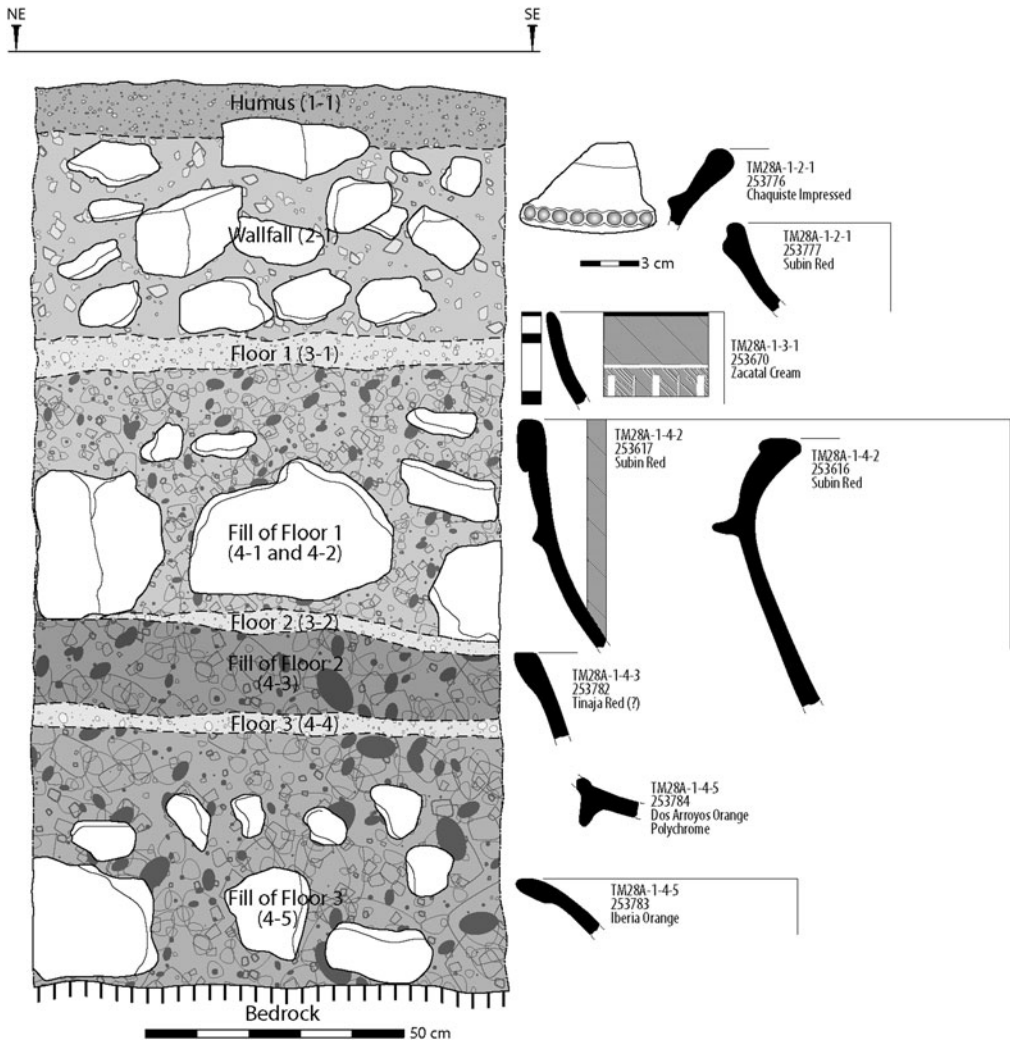 NE
SE
Humus (1-1)
Wallfall (2-1)
Floor 1 (3-1)
Fill of Floor 1
(4-1 and 4-2)
Floor 2 (3-2)
Fill of Floor 2
(4-3)
Floor 3 (4-4)
Fill of Floor 3
(4-5)
Bedrock
50 cm
TM28A-1-2-1
253776
Chaquiste Impressed
3 cm
TM28A-1-2-1
253777
Subin Red
TM28A-1-3-1
253670
Zacatal Cream
TM28A-1-4-2
253617
Subin Red
TM28A-1-4-2
253616
Subin Red
TM28A-1-4-3
253782
Tinaja Red (?)
TM28A-1-4-5
253784
Dos Arroyos Orange
Polychrome
TM28A-1-4-5
253783
Iberia Orange